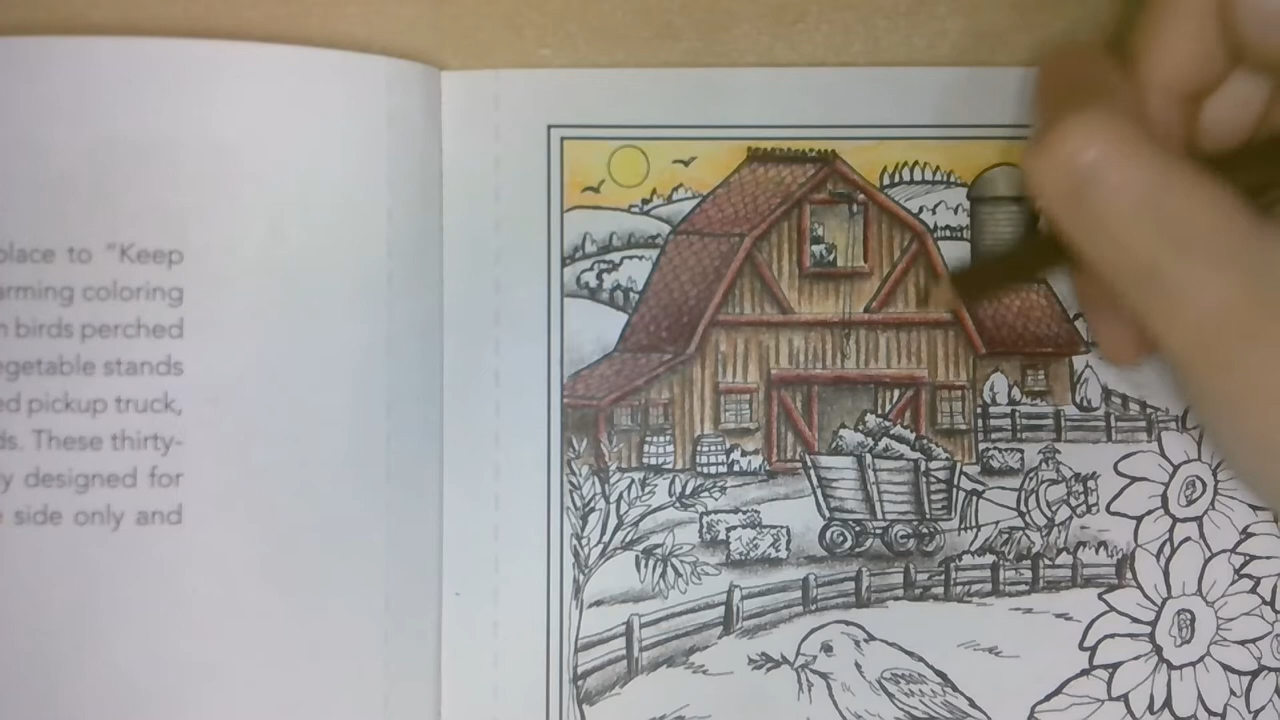 place to “Keep
arming coloring
birds perched
egetable stands
ed pickup truck,
ds. These thirty-
y designed for
side only and